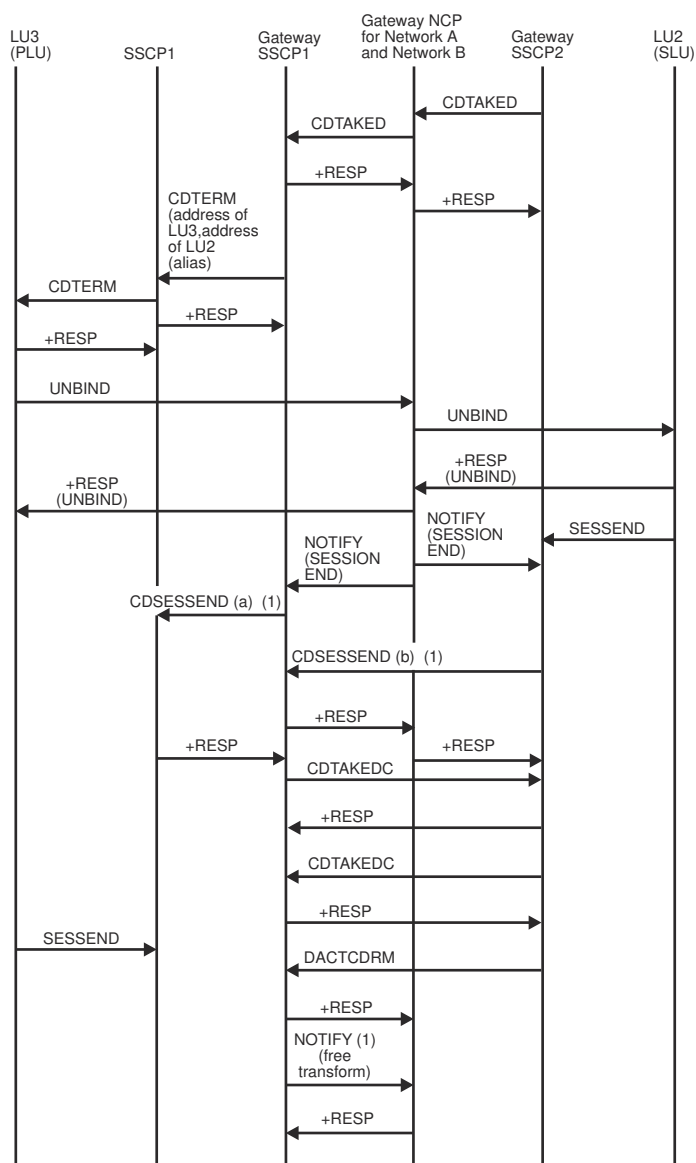 LU3
(PLU)
SSCP1
Gateway
SSCP1
Gateway NCP
for Network A
and Network B
Gateway
SSCP2
LU2
(SLU)
CDTAKED
CDTAKED
+RESP
+RESP
CDTERM
(address of
LU3,address
of LU2
(alias)
CDTERM
+RESP
+RESP
UNBIND
UNBIND
+RESP
(UNBIND)
+RESP
(UNBIND)
NOTIFY
(SESSION
END)
SESSEND
NOTIFY
(SESSION
END)
CDSESSEND (a) (1)
CDSESSEND (b) (1)
+RESP
+RESP
+RESP
CDTAKEDC
+RESP
CDTAKEDC
+RESP
SESSEND
DACTCDRM
+RESP
NOTIFY (1)
(free
transform)
+RESP